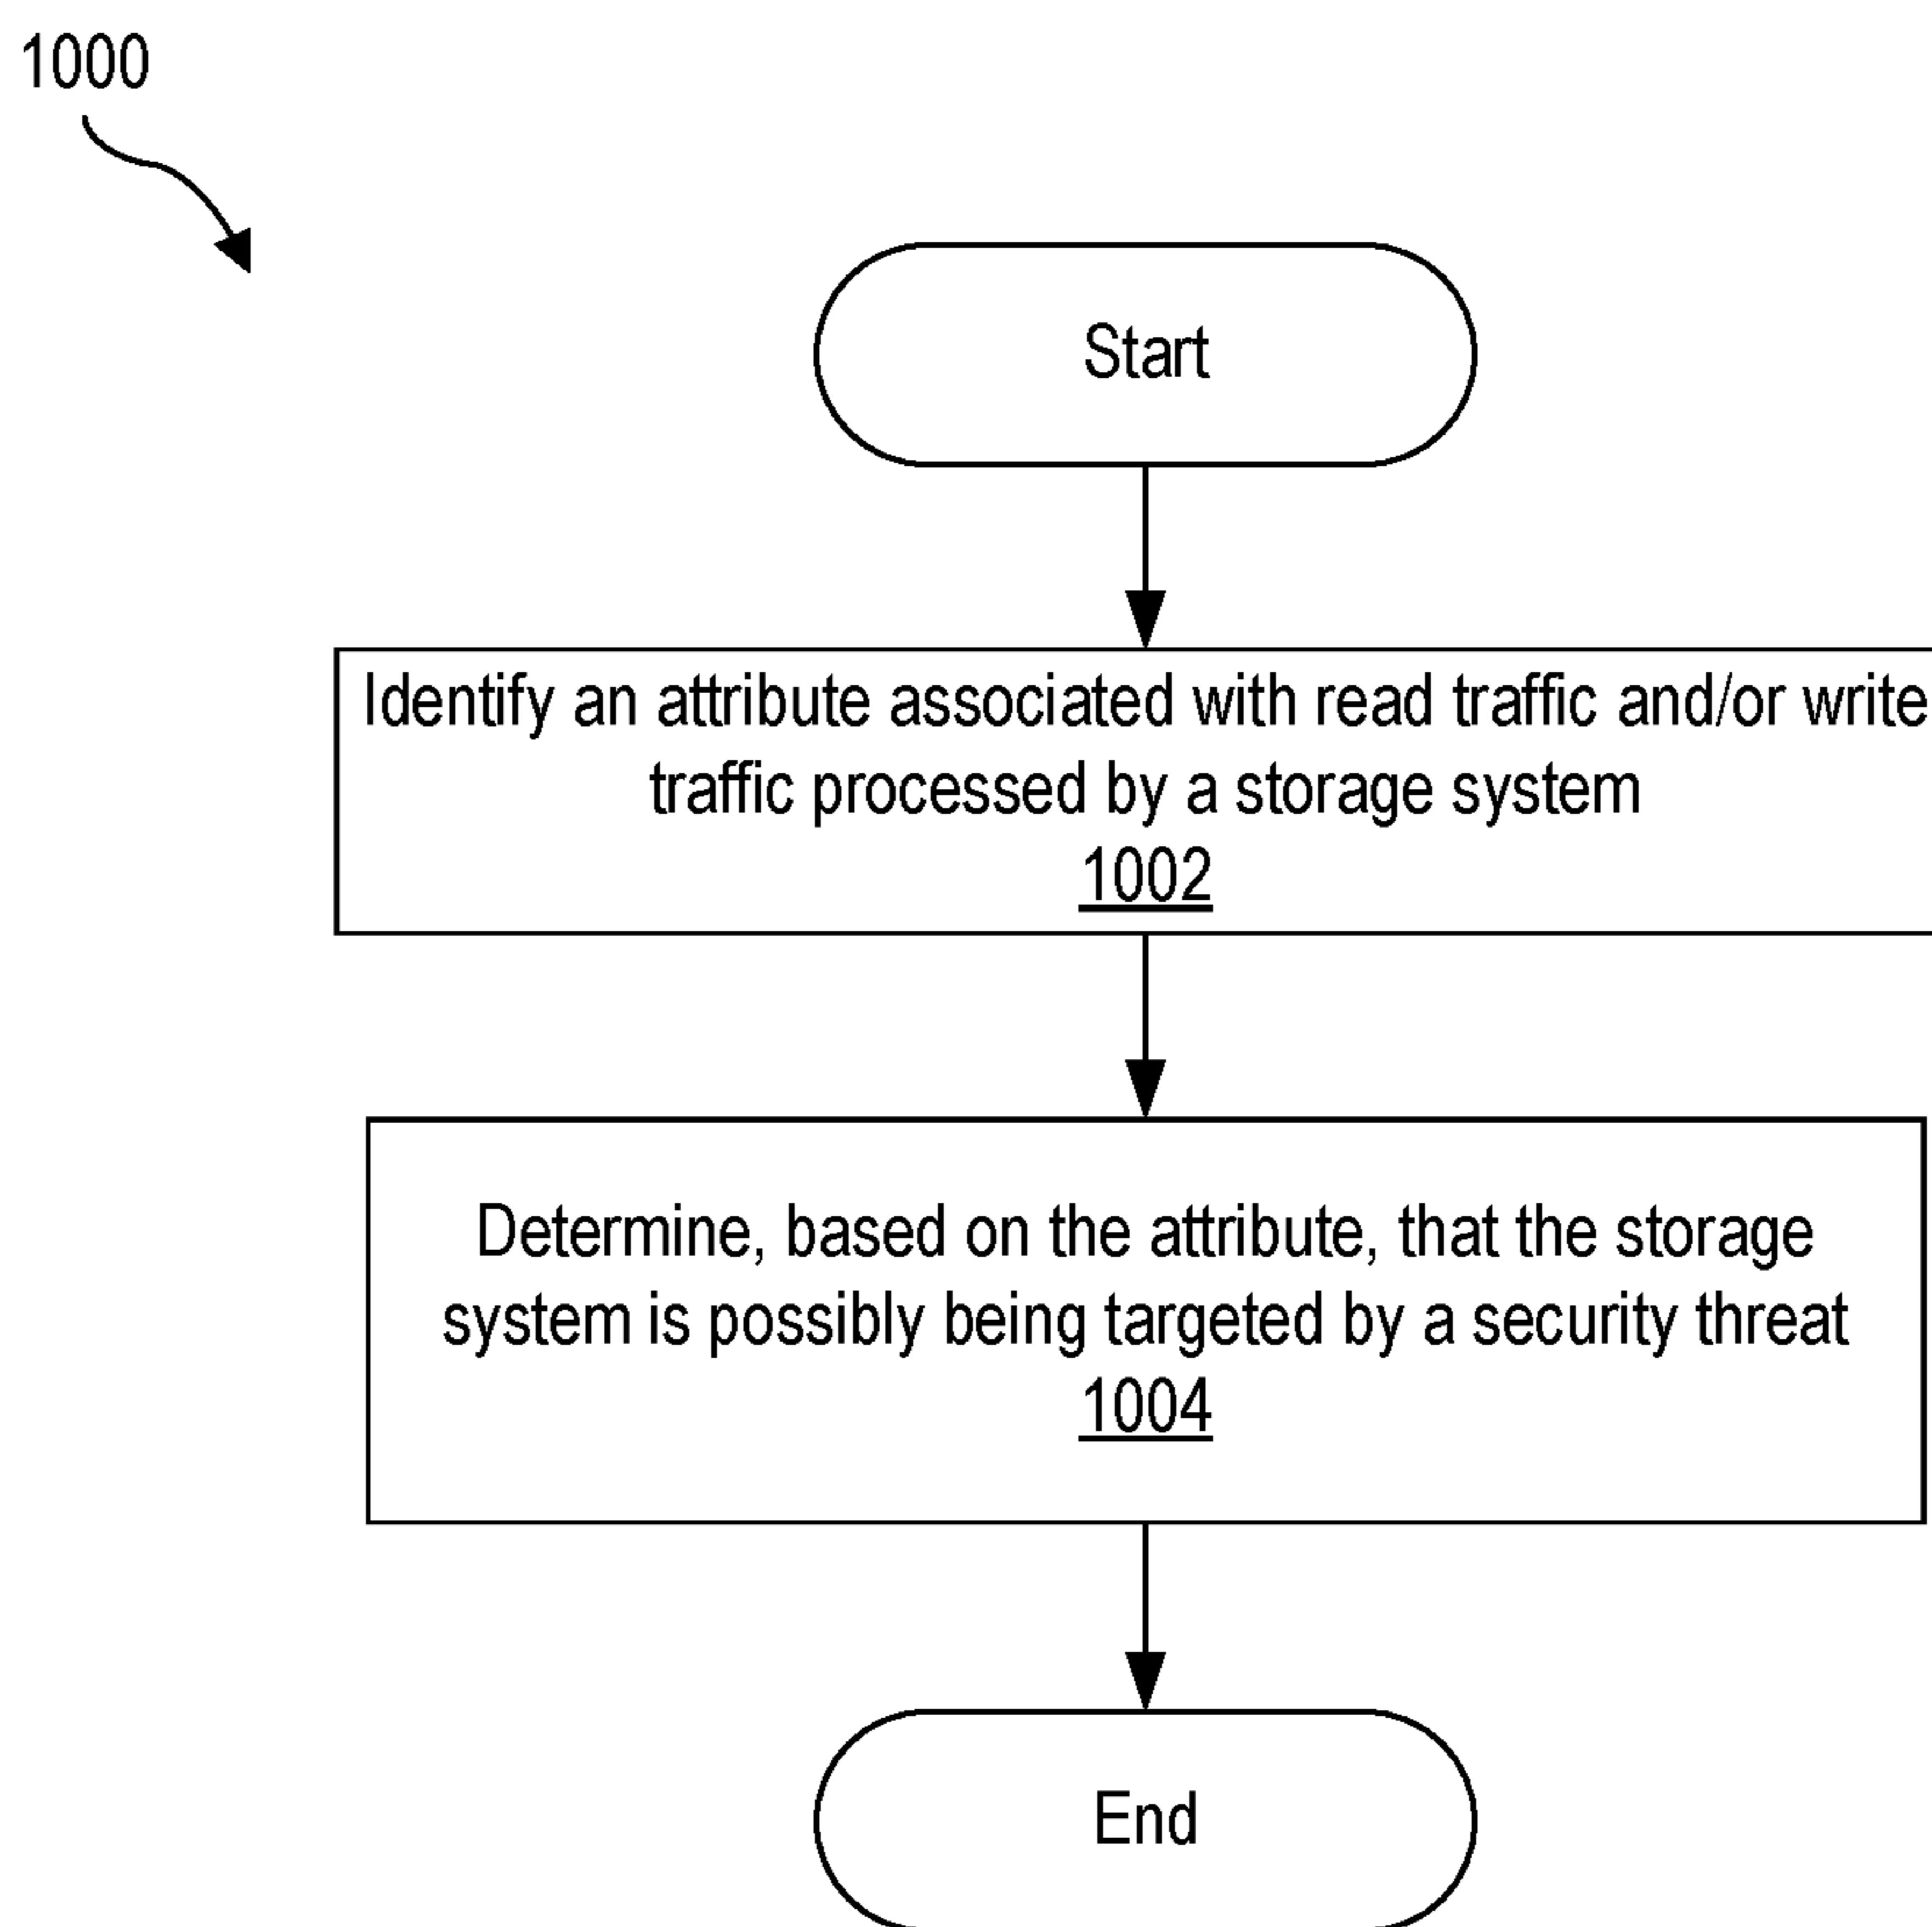 1000
Start
Identify an attribute associated with read traffic and/or write
traffic processed by a storage system
1002
Determine, based on the attribute, that the storage
system is possibly being targeted by a security threat
1004
End